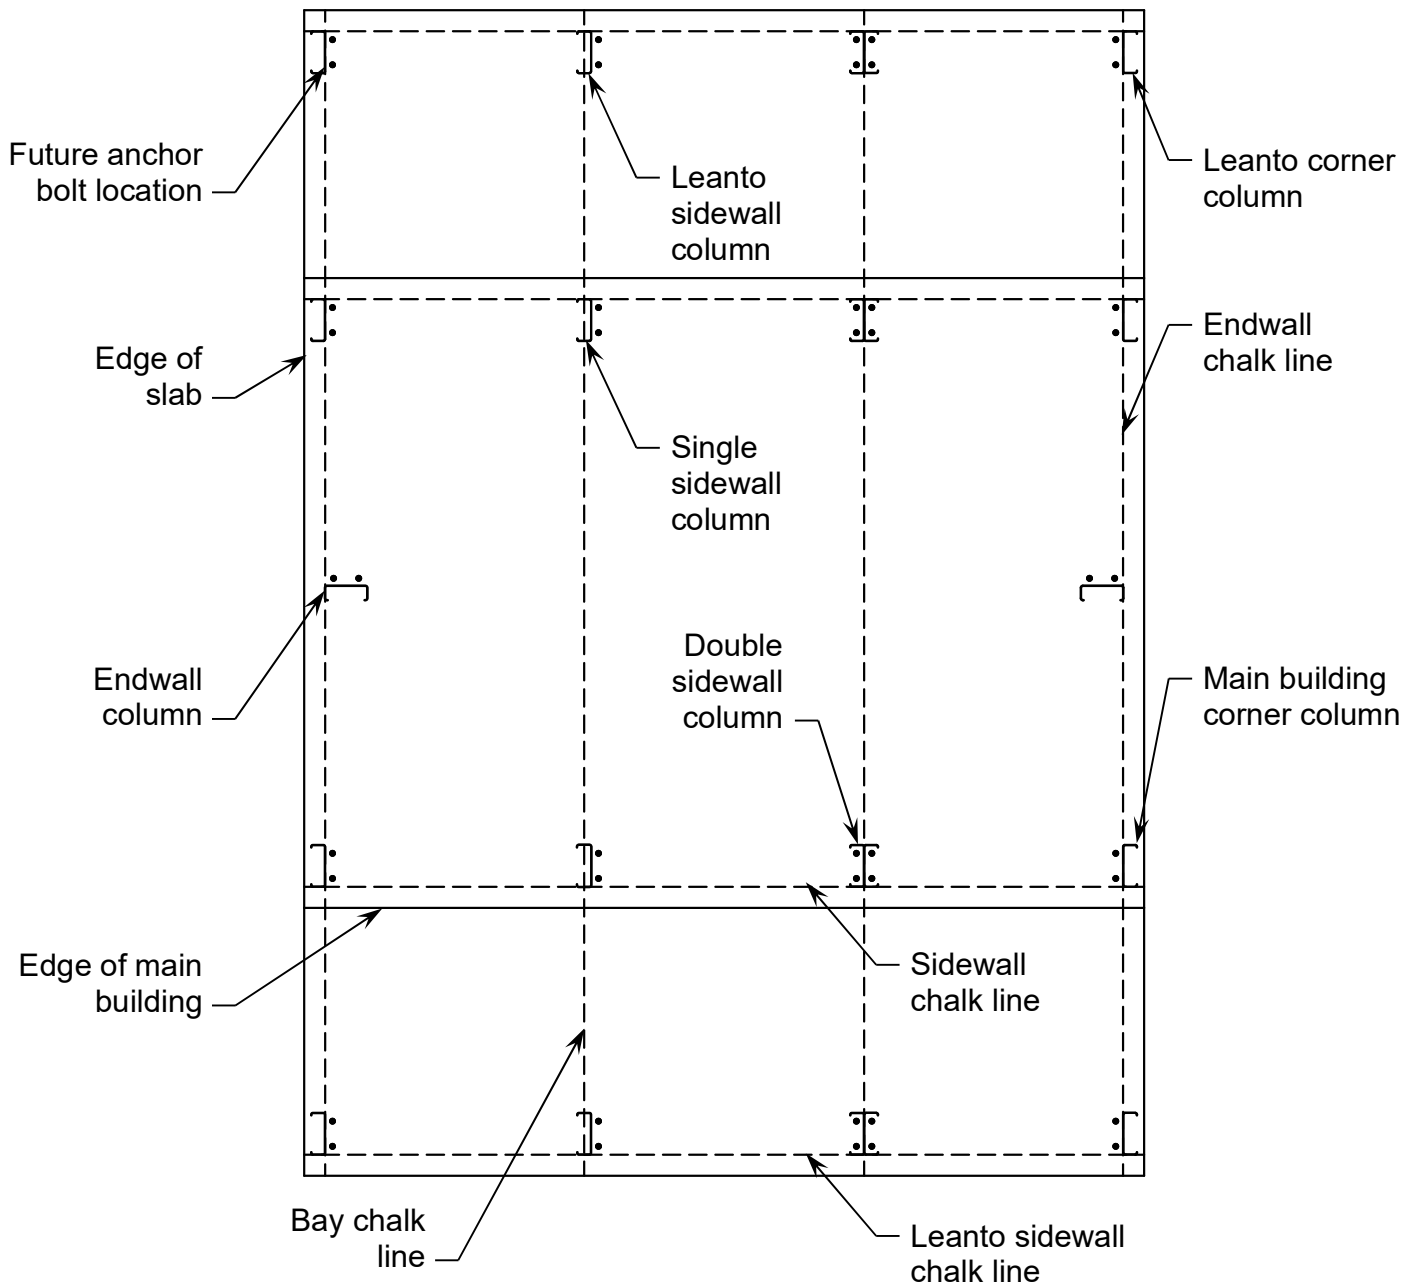 Future anchor
bolt location
Leanto
sidewall
column
Leanto corner
column
Edge of
slab
Endwall
chalk line
Single
sidewall
column
Endwall
column
Double
sidewall
column
Main building
corner column
Edge of main
building
Sidewall
chalk line
Bay chalk
line
Leanto sidewall
chalk line